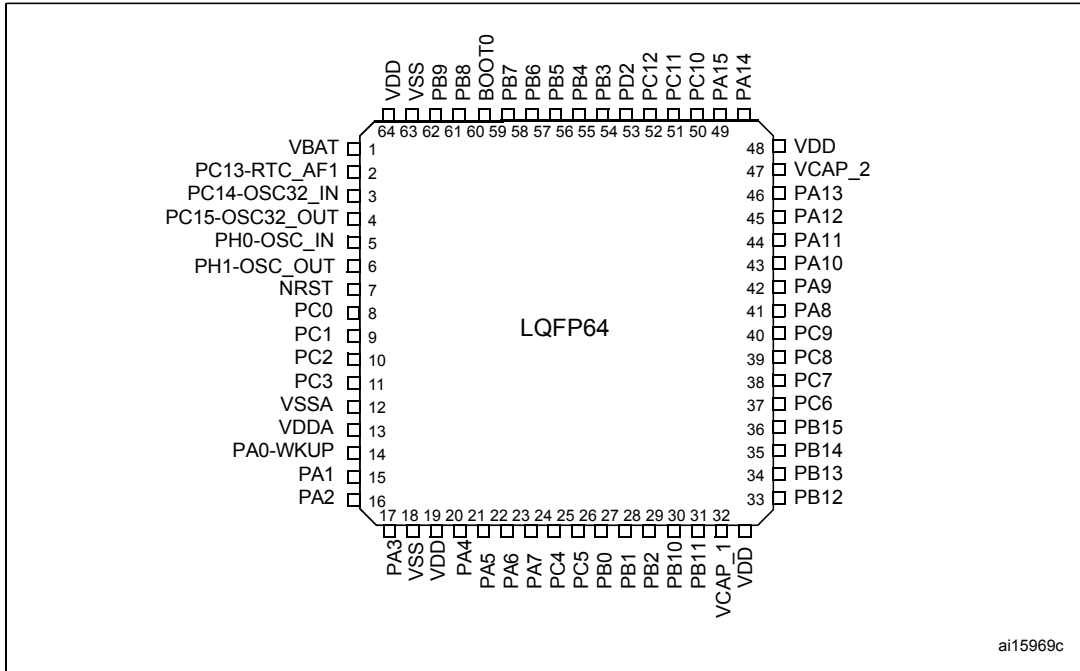 VDD VSS PB9 PB8 BOOT0 PB7 PB6 PB5 PB4 PB3 PD2 PC12 PC11 PC10 PA15 PA14
64 63 62 61 60 59 58 57 56 55 54 53 52 51 50 49
VBAT 1
PC13-RTC_AF1 2
PC14-OSC32_IN 3
PC15-OSC32_OUT 4
PH0-OSC_IN 5
PH1-OSC_OUT 6
NRST 7
PC0 8
PC1 9
PC2 10
PC3 11
VSSA 12
VDDA 13
PA0-WKUP 14
PA1 15
PA2 16
LQFP64
48 VDD
47 VCAP_2
46 PA13
45 PA12
44 PA11
43 PA10
42 PA9
41 PA8
40 PC9
39 PC8
38 PC7
37 PC6
36 PB15
35 PB14
34 PB13
33 PB12
17 18 19 20 21 22 23 24 25 26 27 28 29 30 31 32
PA3 VSS VDD PA4 PA5 PA6 PA7 PC4 PC5 PB0 PB1 PB2 PB10 PB11 VCAP_1 VDD
ai15969c